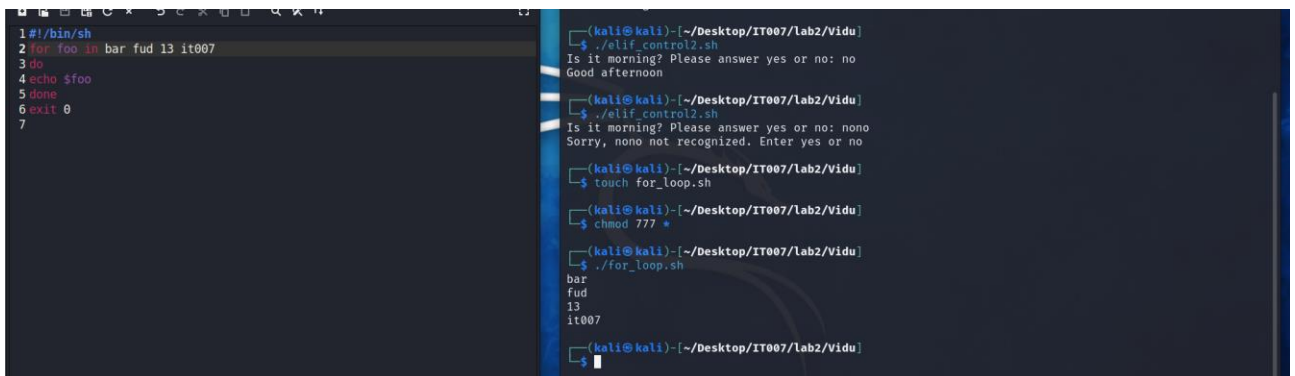 1 #!/bin/sh
2 for foo in bar fud 13 it007
3 do
4 echo $foo
5 done
6 exit 0
7
┌──(kali㉿kali)-[~/Desktop/IT007/lab2/Vidu]
└─$ ./elif_control2.sh
Is it morning? Please answer yes or no: no
Good afternoon
┌──(kali㉿kali)-[~/Desktop/IT007/lab2/Vidu]
└─$ ./elif_control2.sh
Is it morning? Please answer yes or no: nono
Sorry, nono not recognized. Enter yes or no
┌──(kali㉿kali)-[~/Desktop/IT007/lab2/Vidu]
└─$ touch for_loop.sh
┌──(kali㉿kali)-[~/Desktop/IT007/lab2/Vidu]
└─$ chmod 777 *
┌──(kali㉿kali)-[~/Desktop/IT007/lab2/Vidu]
└─$ ./for_loop.sh
bar
fud
13
it007
┌──(kali㉿kali)-[~/Desktop/IT007/lab2/Vidu]
└─$